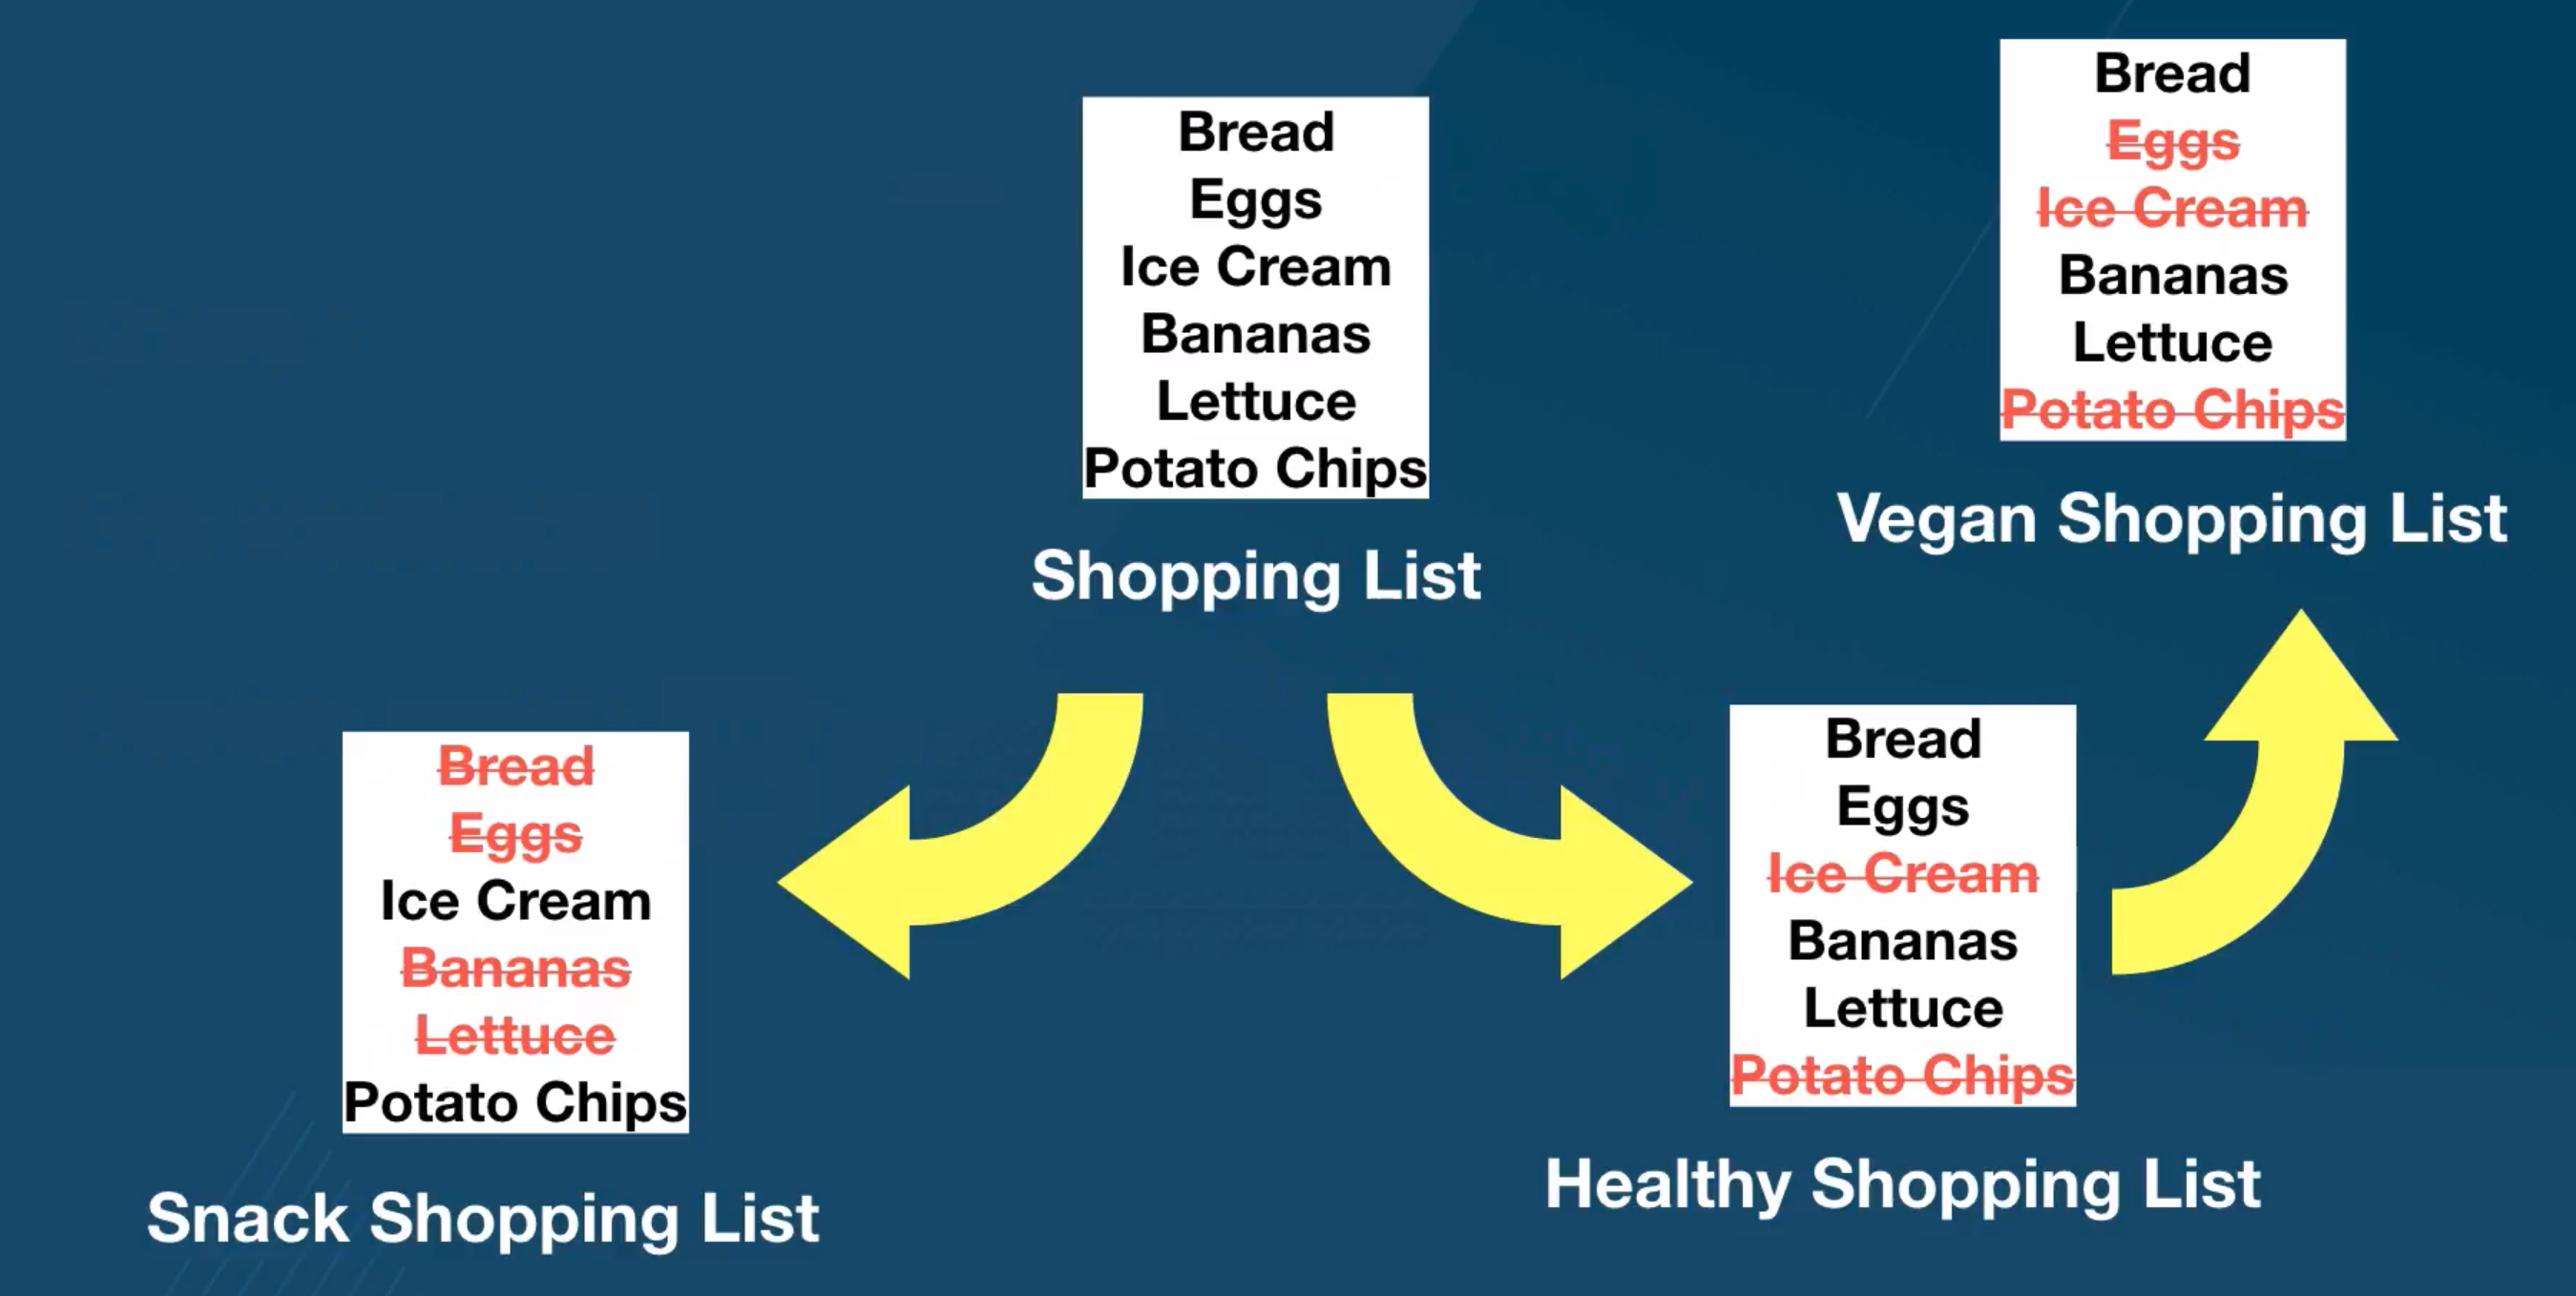 Bread
Eggs
Ice Cream
Bananas
Lettuce
Potato Chips
Shopping List
Bread
Eggs
Ice Cream
Bananas
Lettuce
Potato Chips
Vegan Shopping List
Bread
Eggs
Ice Cream
Bananas
Lettuce
Potato Chips
Snack Shopping List
Bread
Eggs
Ice Cream
Bananas
Lettuce
Potato Chips
Healthy Shopping List